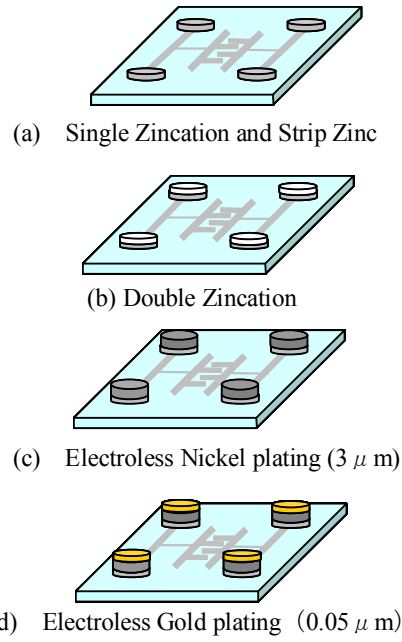 (a) Single Zincation and Strip Zinc
(b) Double Zincation
(c) Electroless Nickel plating (3 μ m)
d) Electroless Gold plating（0.05 μ m)